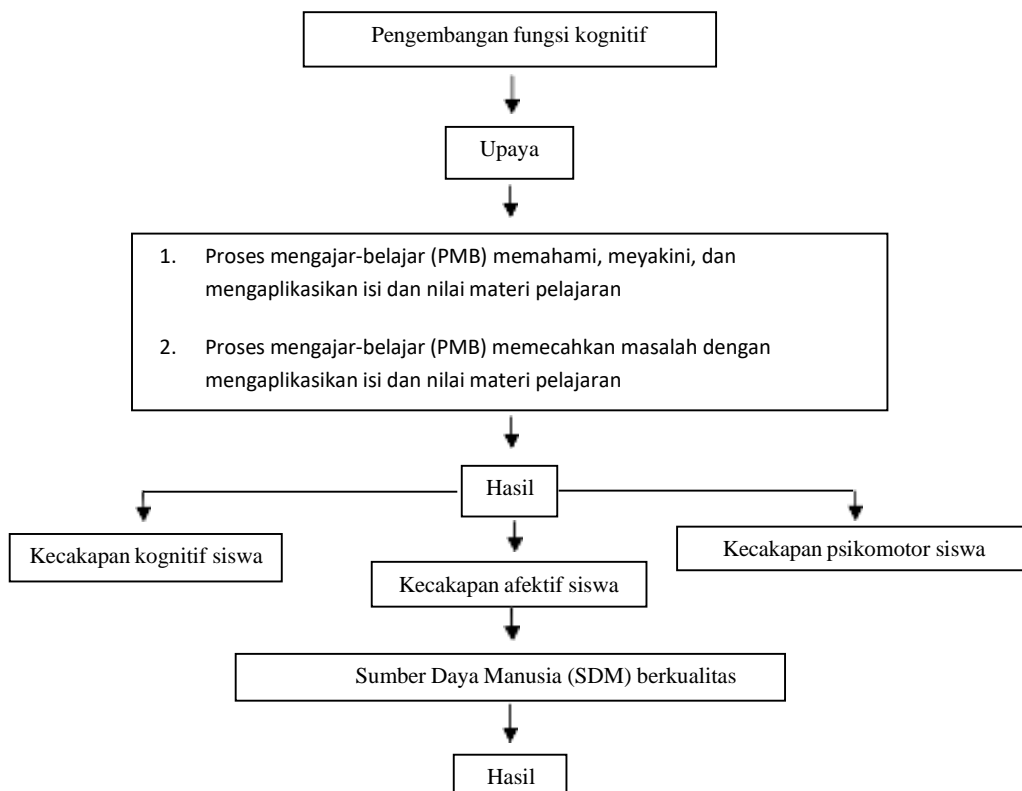 Pengembangan fungsi kognitif
Upaya
1. Proses mengajar-belajar (PMB) memahami, meyakini, dan
mengaplikasikan isi dan nilai materi pelajaran
2. Proses mengajar-belajar (PMB) memecahkan masalah dengan
mengaplikasikan isi dan nilai materi pelajaran
Hasil
Kecakapan kognitif siswa
Kecakapan psikomotor siswa
Kecakapan afektif siswa
Sumber Daya Manusia (SDM) berkualitas
Hasil